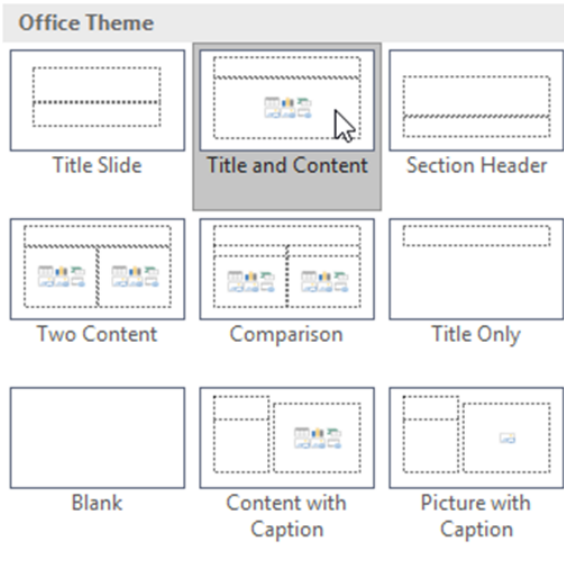 Office Theme
Title Slide
Title and Content
Section Header
Two Content
Comparison
Title Only
Blank
Content with
Caption
Picture with
Caption